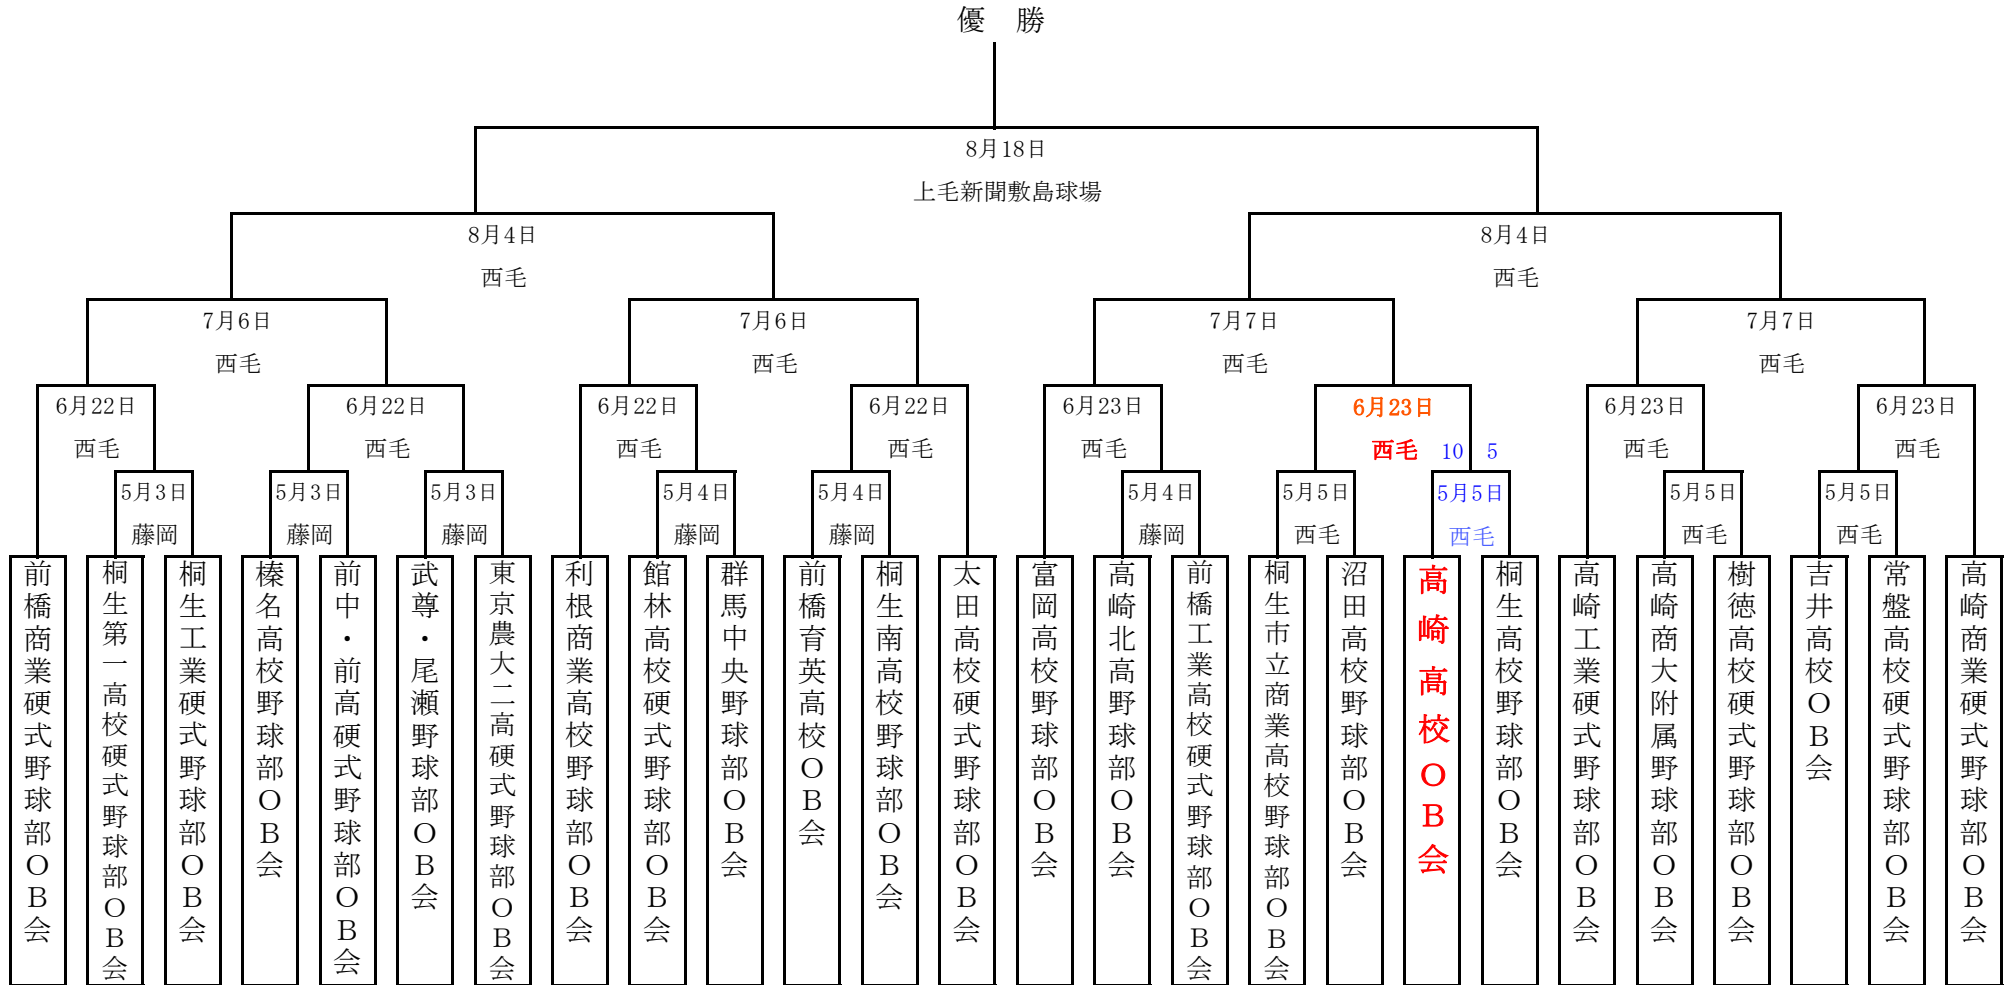 優　勝
8月18日
上毛新聞敷島球場
8月4日
8月4日
西毛
西毛
7月6日
7月6日
7月7日
7月7日
西毛
西毛
西毛
西毛
6月22日
6月22日
6月22日
6月22日
6月23日
6月23日
6月23日
6月23日
西毛
西毛
西毛
西毛
西毛
西毛
10
5
西毛
西毛
5月3日
5月3日
5月3日
5月4日
5月4日
5月4日
5月5日
5月5日
5月5日
5月5日
藤岡
藤岡
藤岡
藤岡
藤岡
藤岡
西毛
西毛
西毛
西毛
前橋商業硬式野球部ＯＢ会
桐生第一高校硬式野球部ＯＢ会
桐生工業硬式野球部ＯＢ会
榛名高校野球部ＯＢ会
前中・前高硬式野球部ＯＢ会
武尊・尾瀬野球部ＯＢ会
東京農大二高硬式野球部ＯＢ会
利根商業高校野球部ＯＢ会
館林高校硬式野球部ＯＢ会
群馬中央野球部ＯＢ会
前橋育英高校ＯＢ会
桐生南高校野球部ＯＢ会
太田高校硬式野球部ＯＢ会
富岡高校野球部ＯＢ会
高崎北高野球部ＯＢ会
前橋工業高校硬式野球部ＯＢ会
桐生市立商業高校野球部ＯＢ会
沼田高校野球部ＯＢ会
高崎高校ＯＢ会
桐生高校野球部ＯＢ会
高崎工業硬式野球部ＯＢ会
高崎商大附属野球部ＯＢ会
樹徳高校硬式野球部ＯＢ会
吉井高校ＯＢ会
常盤高校硬式野球部ＯＢ会
高崎商業硬式野球部ＯＢ会